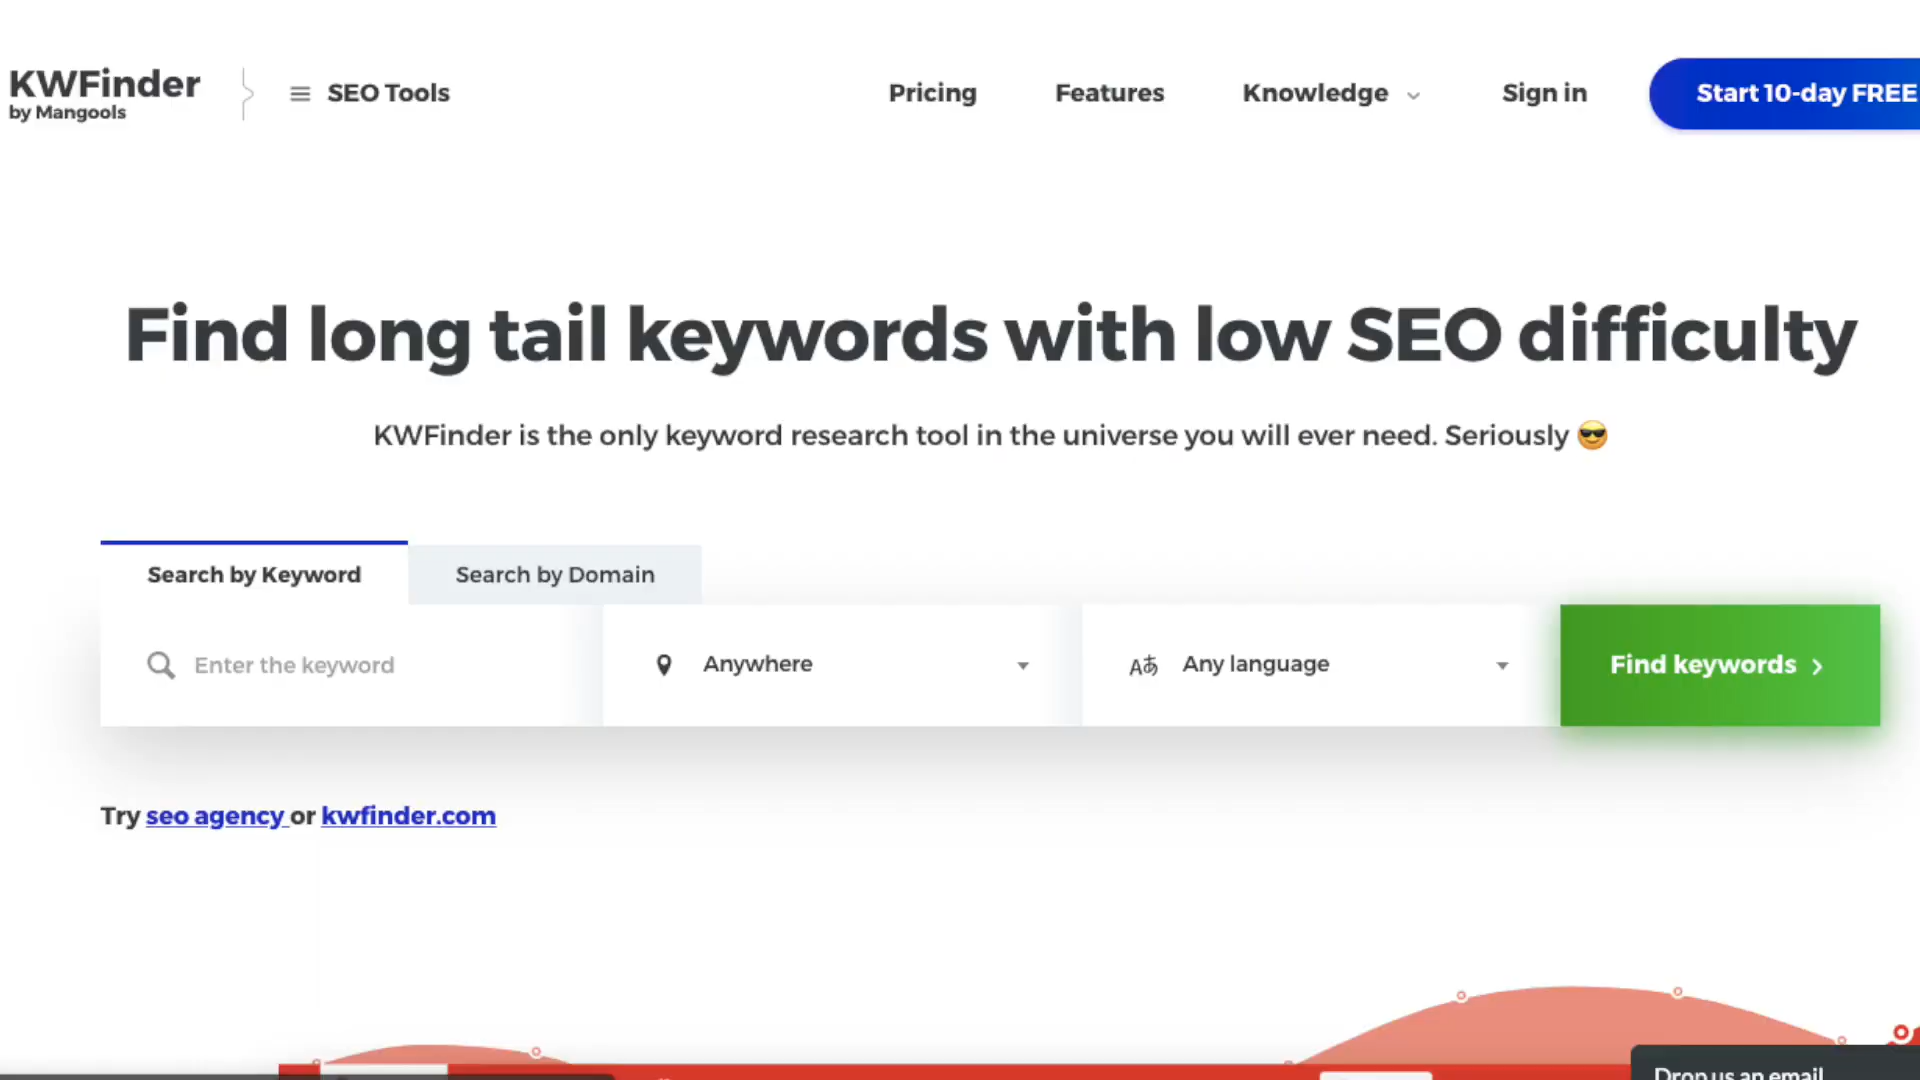 KWFinder
by Mangools
SEO Tools
Pricing
Features
Knowledge
Sign in
Start 10-day FREE
Find long tail keywords with low SEO difficulty
KWFinder is the only keyword research tool in the universe you will ever need. Seriously 😎
Search by Keyword
Search by Domain
Enter the keyword
Anywhere
Aあ
Any language
Find keywords
Try seo agency or kwfinder.com
Drop us an email